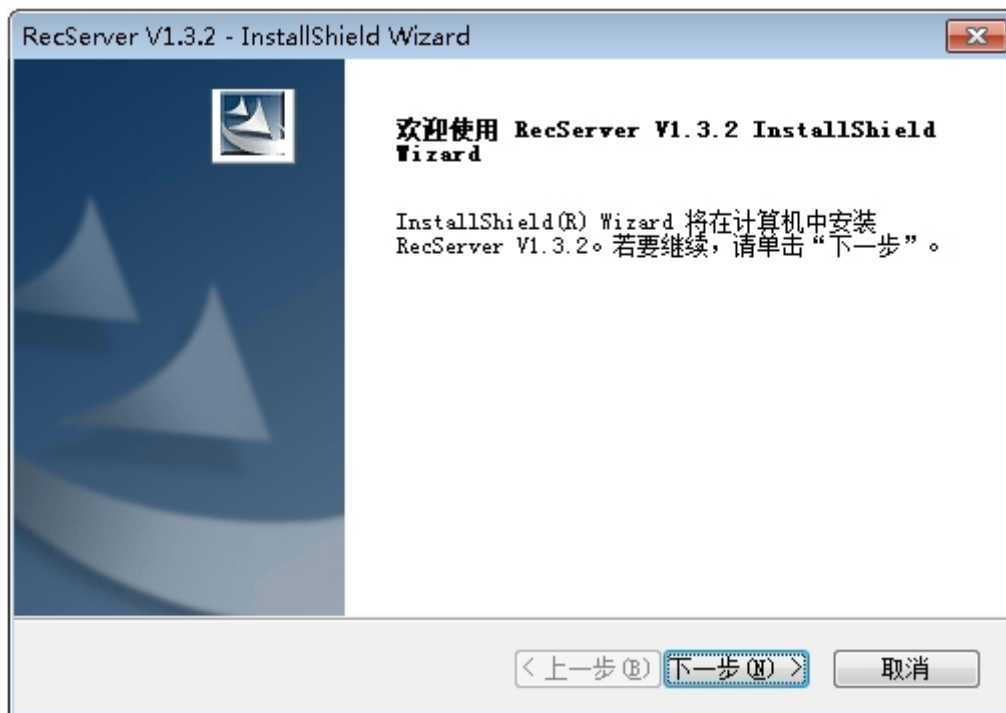 RecServer V1.3.2 - InstallShield Wizard
欢迎使用 RecServer V1.3.2 InstallShield
Wizard
InstallShield(R) Wizard 将在计算机中安装
RecServer V1.3.2。若要继续，请单击“下一步”。
< 上一步(B) 下一步(N) > 取消